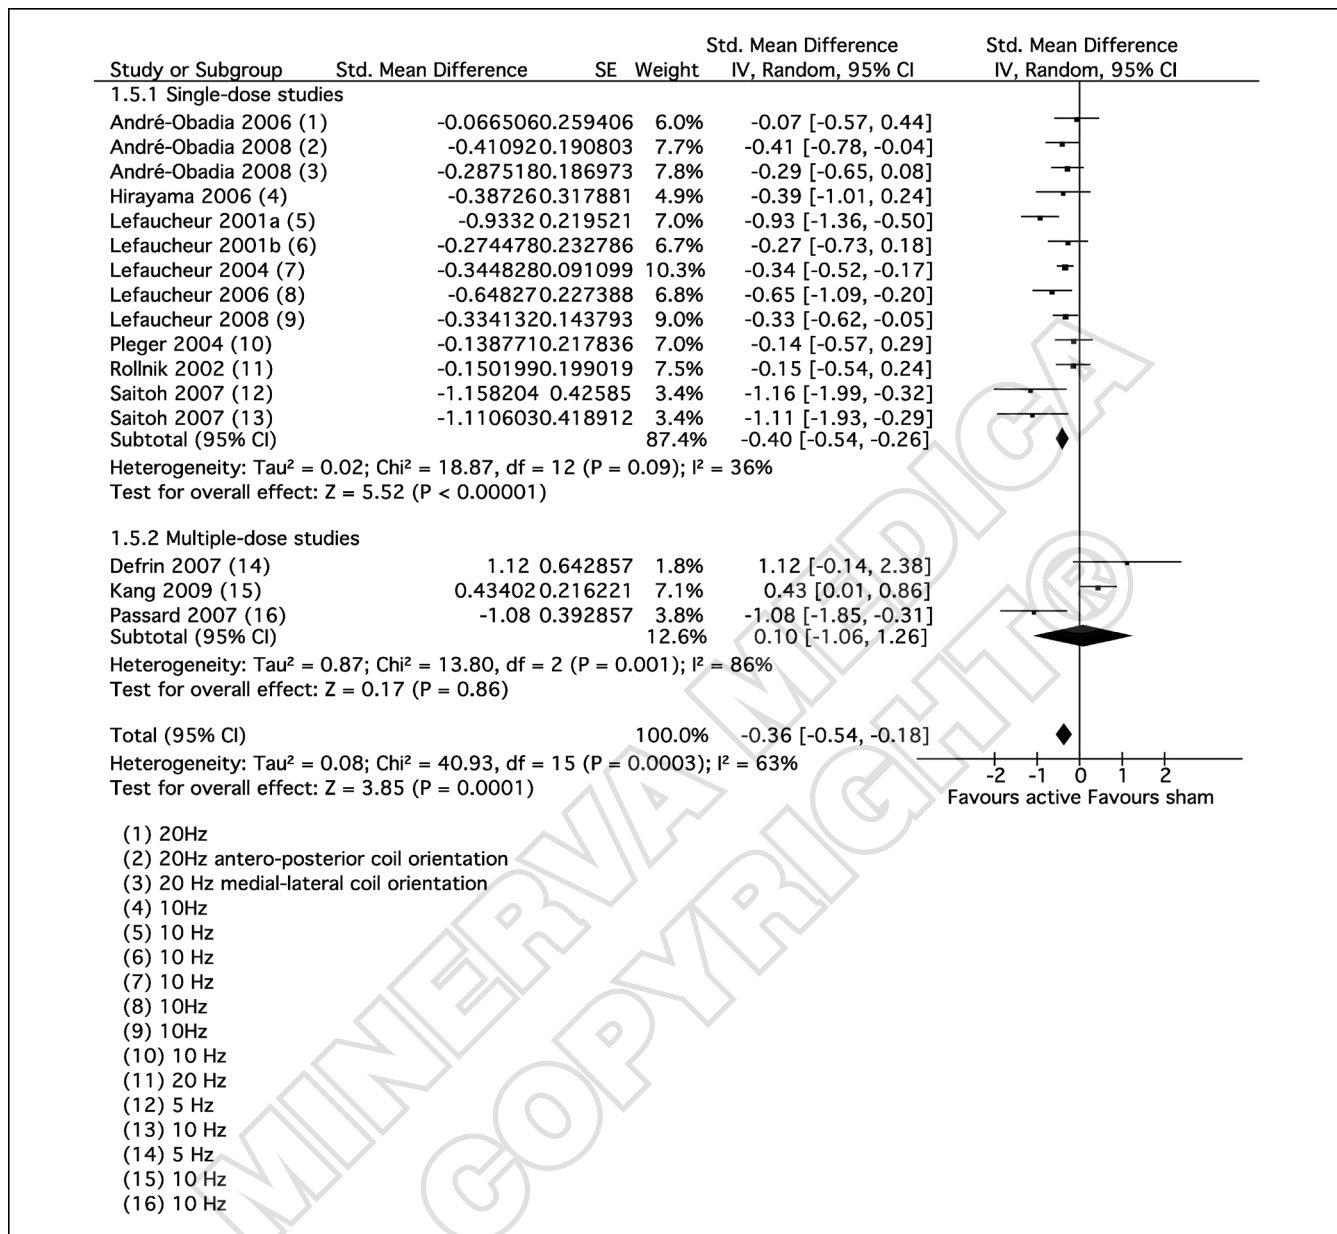 Std. Mean Difference Std. Mean Difference
Study or Subgroup Std. Mean Difference SE Weight IV, Random, 95% CI IV, Random, 95% CI
1.5.1 Single-dose studies
André-Obadia 2006 (1) -0.066506 0.259406 6.0% -0.07 [-0.57, 0.44]
André-Obadia 2008 (2) -0.41092 0.190803 7.7% -0.41 [-0.78, -0.04]
André-Obadia 2008 (3) -0.287518 0.186973 7.8% -0.29 [-0.65, 0.08]
Hirayama 2006 (4) -0.38726 0.317881 4.9% -0.39 [-1.01, 0.24]
Lefaucheur 2001a (5) -0.9332 0.219521 7.0% -0.93 [-1.36, -0.50]
Lefaucheur 2001b (6) -0.274478 0.232786 6.7% -0.27 [-0.73, 0.18]
Lefaucheur 2004 (7) -0.344828 0.091099 10.3% -0.34 [-0.52, -0.17]
Lefaucheur 2006 (8) -0.64827 0.227388 6.8% -0.65 [-1.09, -0.20]
Lefaucheur 2008 (9) -0.334132 0.143793 9.0% -0.33 [-0.62, -0.05]
Pleger 2004 (10) -0.138771 0.217836 7.0% -0.14 [-0.57, 0.29]
Rollnik 2002 (11) -0.150199 0.199019 7.5% -0.15 [-0.54, 0.24]
Saitoh 2007 (12) -1.158204 0.42585 3.4% -1.16 [-1.99, -0.32]
Saitoh 2007 (13) -1.110603 0.418912 3.4% -1.11 [-1.93, -0.29]
Subtotal (95% CI) 87.4% -0.40 [-0.54, -0.26]
Heterogeneity: Tau² = 0.02; Chi² = 18.87, df = 12 (P = 0.09); I² = 36%
Test for overall effect: Z = 5.52 (P < 0.00001)
1.5.2 Multiple-dose studies
Defrin 2007 (14) 1.12 0.642857 1.8% 1.12 [-0.14, 2.38]
Kang 2009 (15) 0.43402 0.216221 7.1% 0.43 [0.01, 0.86]
Passard 2007 (16) -1.08 0.392857 3.8% -1.08 [-1.85, -0.31]
Subtotal (95% CI) 12.6% 0.10 [-1.06, 1.26]
Heterogeneity: Tau² = 0.87; Chi² = 13.80, df = 2 (P = 0.001); I² = 86%
Test for overall effect: Z = 0.17 (P = 0.86)
Total (95% CI) 100.0% -0.36 [-0.54, -0.18]
Heterogeneity: Tau² = 0.08; Chi² = 40.93, df = 15 (P = 0.0003); I² = 63%
Test for overall effect: Z = 3.85 (P = 0.0001)
-2 -1 0 1 2
Favours active Favours sham
(1) 20Hz
(2) 20Hz antero-posterior coil orientation
(3) 20 Hz medial-lateral coil orientation
(4) 10Hz
(5) 10 Hz
(6) 10 Hz
(7) 10 Hz
(8) 10Hz
(9) 10Hz
(10) 10 Hz
(11) 20 Hz
(12) 5 Hz
(13) 10 Hz
(14) 5 Hz
(15) 10 Hz
(16) 10 Hz
MINERVA MEDICA
COPYRIGHT®